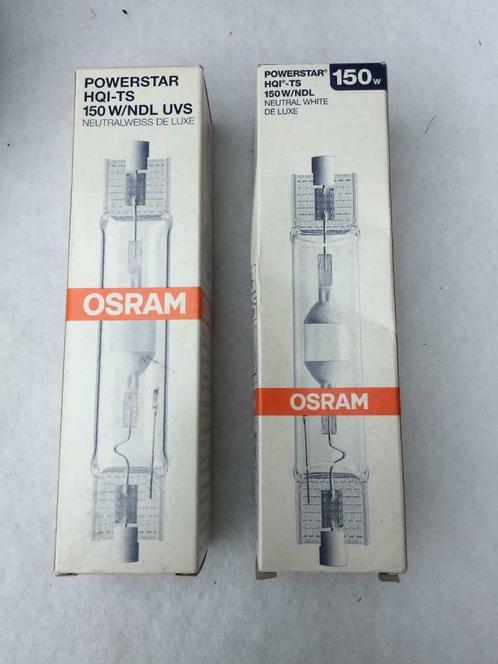 POWERSTAR
HQI-TS
150 W/NDL UVS
NEUTRALWEISS DE LUXE
OSRAM
POWERSTAR® 150 W
HQI®-TS
150 W/NDL
NEUTRAL WHITE
DE LUXE
OSRAM